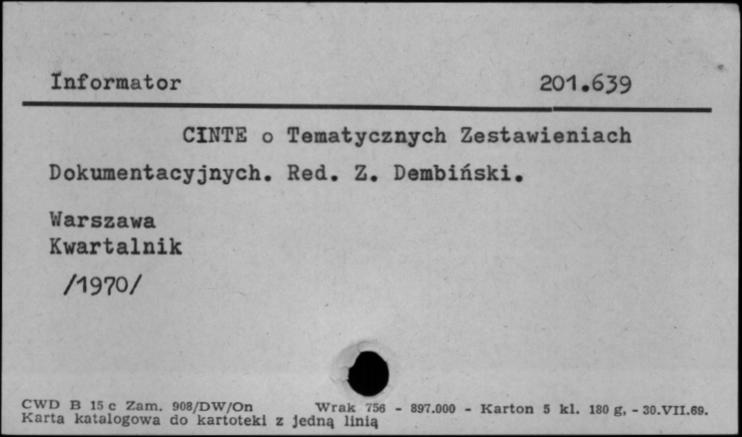 Informator 201.639
CINTE o Tematycznych Zestawieniach
Dokumentacyjnych. Red. Z. Dembiński.
Warszawa
Kwartalnik
/1970/
CWD B 15 c Zam. 908/DW/On Wrak 756 - 897.000 - Karton 5 kl. 180 g, - 30.VII.69.
Karta katalogowa do kartoteki z jedną linią